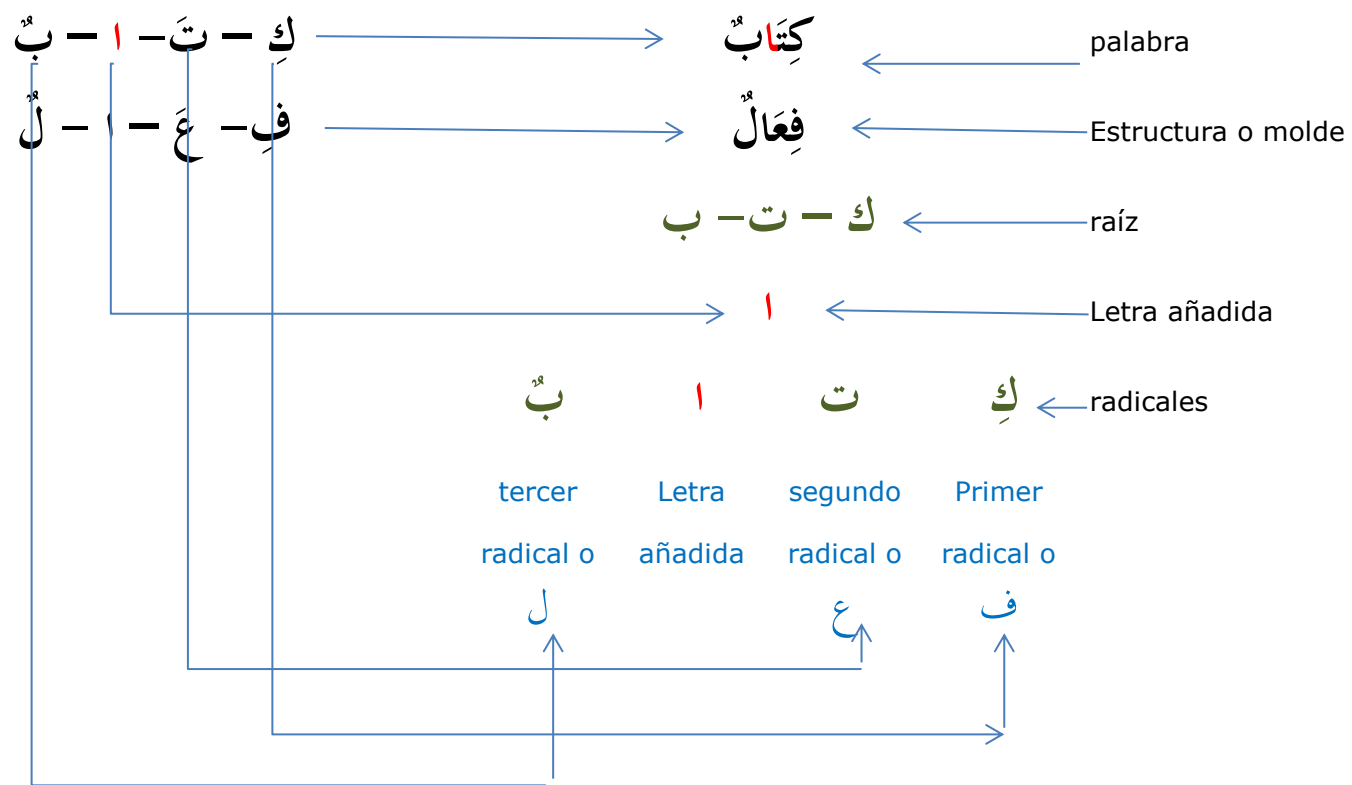 كِ – تَ – ا – بٌ كِتَابٌ palabra
فِ – عَ – ا – لٌ فِعَالٌ Estructura o molde
ك – ت – ب raíz
ا Letra añadida
كِ ت ا بٌ radicales
tercer Letra segundo Primer
radical o añadida radical o radical o
ل ع ف